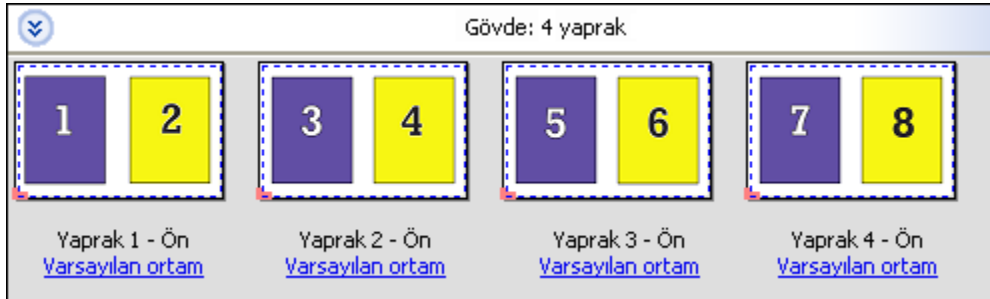 Gövde: 4 yaprak
1 2 3 4 5 6 7 8
Yaprak 1 - Ön Yaprak 2 - Ön Yaprak 3 - Ön Yaprak 4 - Ön
Varsayılan ortam Varsayılan ortam Varsayılan ortam Varsayılan ortam